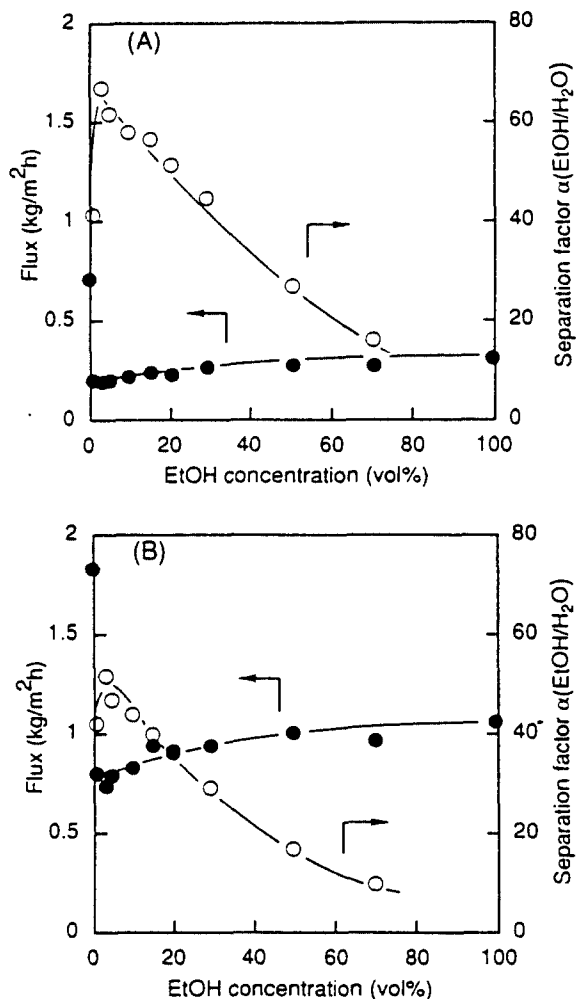 (A)
2
1.5
1
0.5
0
Flux (kg/m²h)
80
60
40
20
0
Separation factor α(EtOH/H₂O)
0 20 40 60 80 100
EtOH concentration (vol%)
(B)
2
1.5
1
0.5
0
Flux (kg/m²h)
80
60
40
20
0
Separation factor α(EtOH/H₂O)
0 20 40 60 80 100
EtOH concentration (vol%)